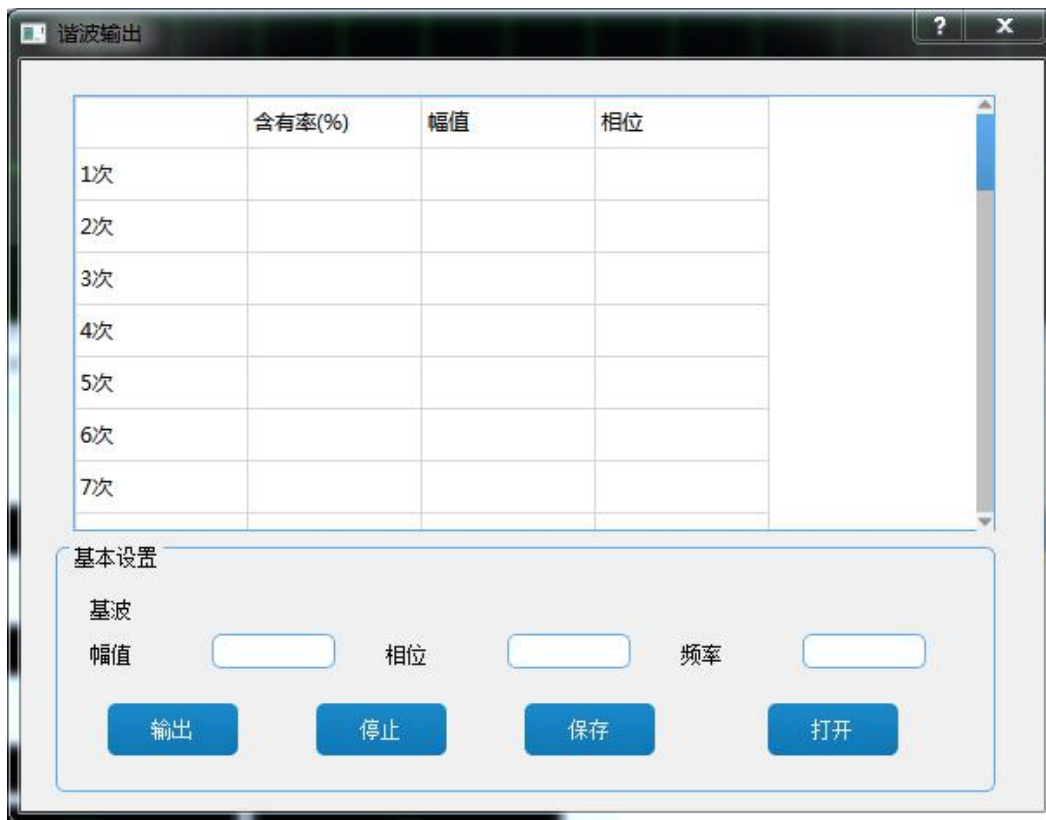 谐波输出
含有率(%) 幅值 相位
1次
2次
3次
4次
5次
6次
7次
基本设置
基波
幅值 相位 频率
输出 停止 保存 打开